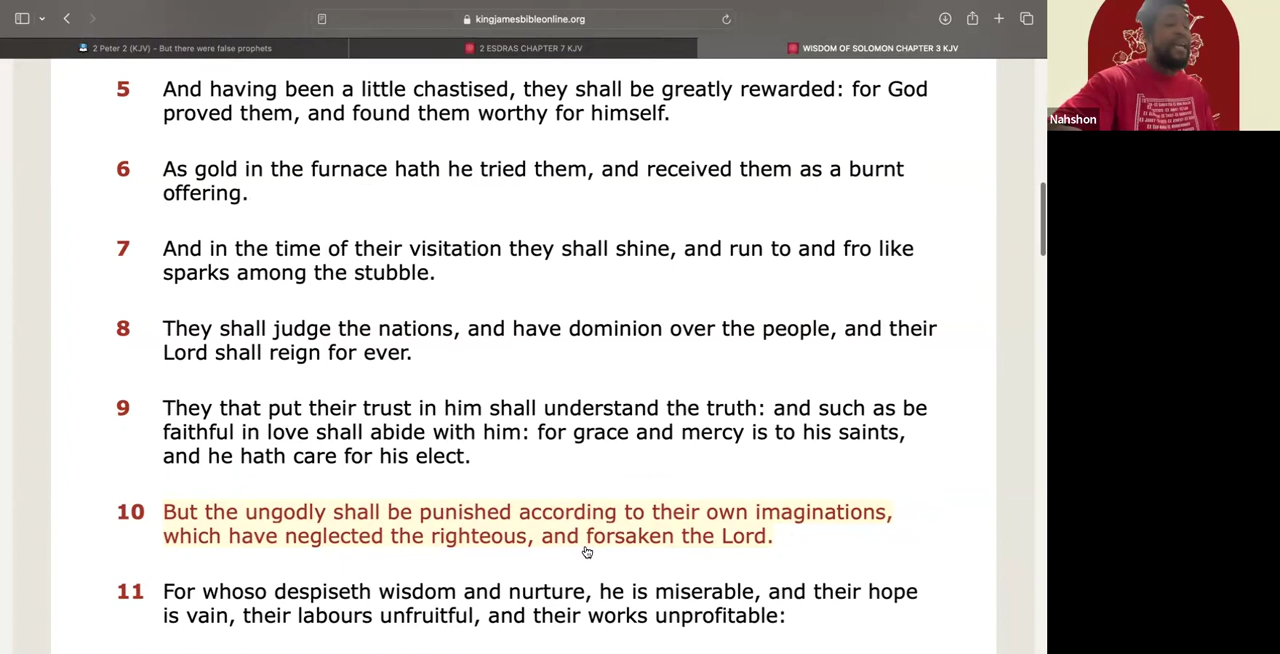 kingjamesbibleonline.org
2 Peter 2 (KJV) - But there were false prophets
2 ESDRAS CHAPTER 7 KJV
WISDOM OF SOLOMON CHAPTER 3 KJV
Nahshon
5 And having been a little chastised, they shall be greatly rewarded: for God
proved them, and found them worthy for himself.
6 As gold in the furnace hath he tried them, and received them as a burnt
offering.
7 And in the time of their visitation they shall shine, and run to and fro like
sparks among the stubble.
8 They shall judge the nations, and have dominion over the people, and their
Lord shall reign for ever.
9 They that put their trust in him shall understand the truth: and such as be
faithful in love shall abide with him: for grace and mercy is to his saints,
and he hath care for his elect.
10 But the ungodly shall be punished according to their own imaginations,
which have neglected the righteous, and forsaken the Lord.
11 For whoso despiseth wisdom and nurture, he is miserable, and their hope
is vain, their labours unfruitful, and their works unprofitable: